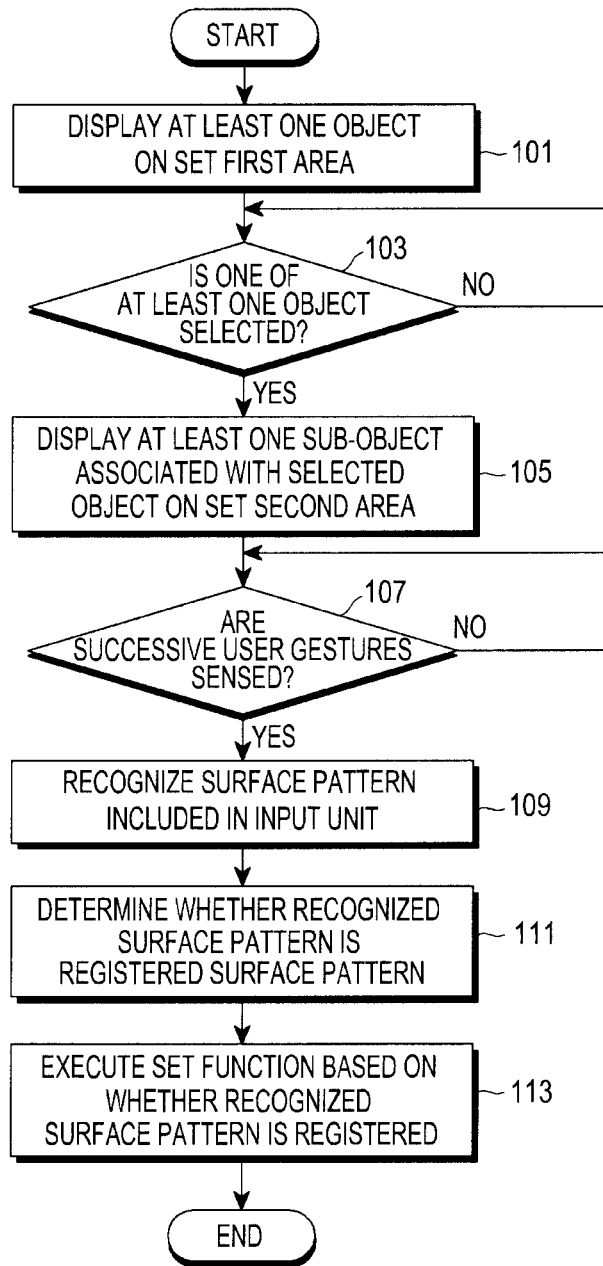 START
DISPLAY AT LEAST ONE OBJECT
ON SET FIRST AREA
101
103
IS ONE OF
AT LEAST ONE OBJECT
SELECTED?
NO
YES
DISPLAY AT LEAST ONE SUB-OBJECT
ASSOCIATED WITH SELECTED
OBJECT ON SET SECOND AREA
105
107
ARE
SUCCESSIVE USER GESTURES
SENSED?
NO
YES
RECOGNIZE SURFACE PATTERN
INCLUDED IN INPUT UNIT
109
DETERMINE WHETHER RECOGNIZED
SURFACE PATTERN IS
REGISTERED SURFACE PATTERN
111
EXECUTE SET FUNCTION BASED ON
WHETHER RECOGNIZED
SURFACE PATTERN IS REGISTERED
113
END